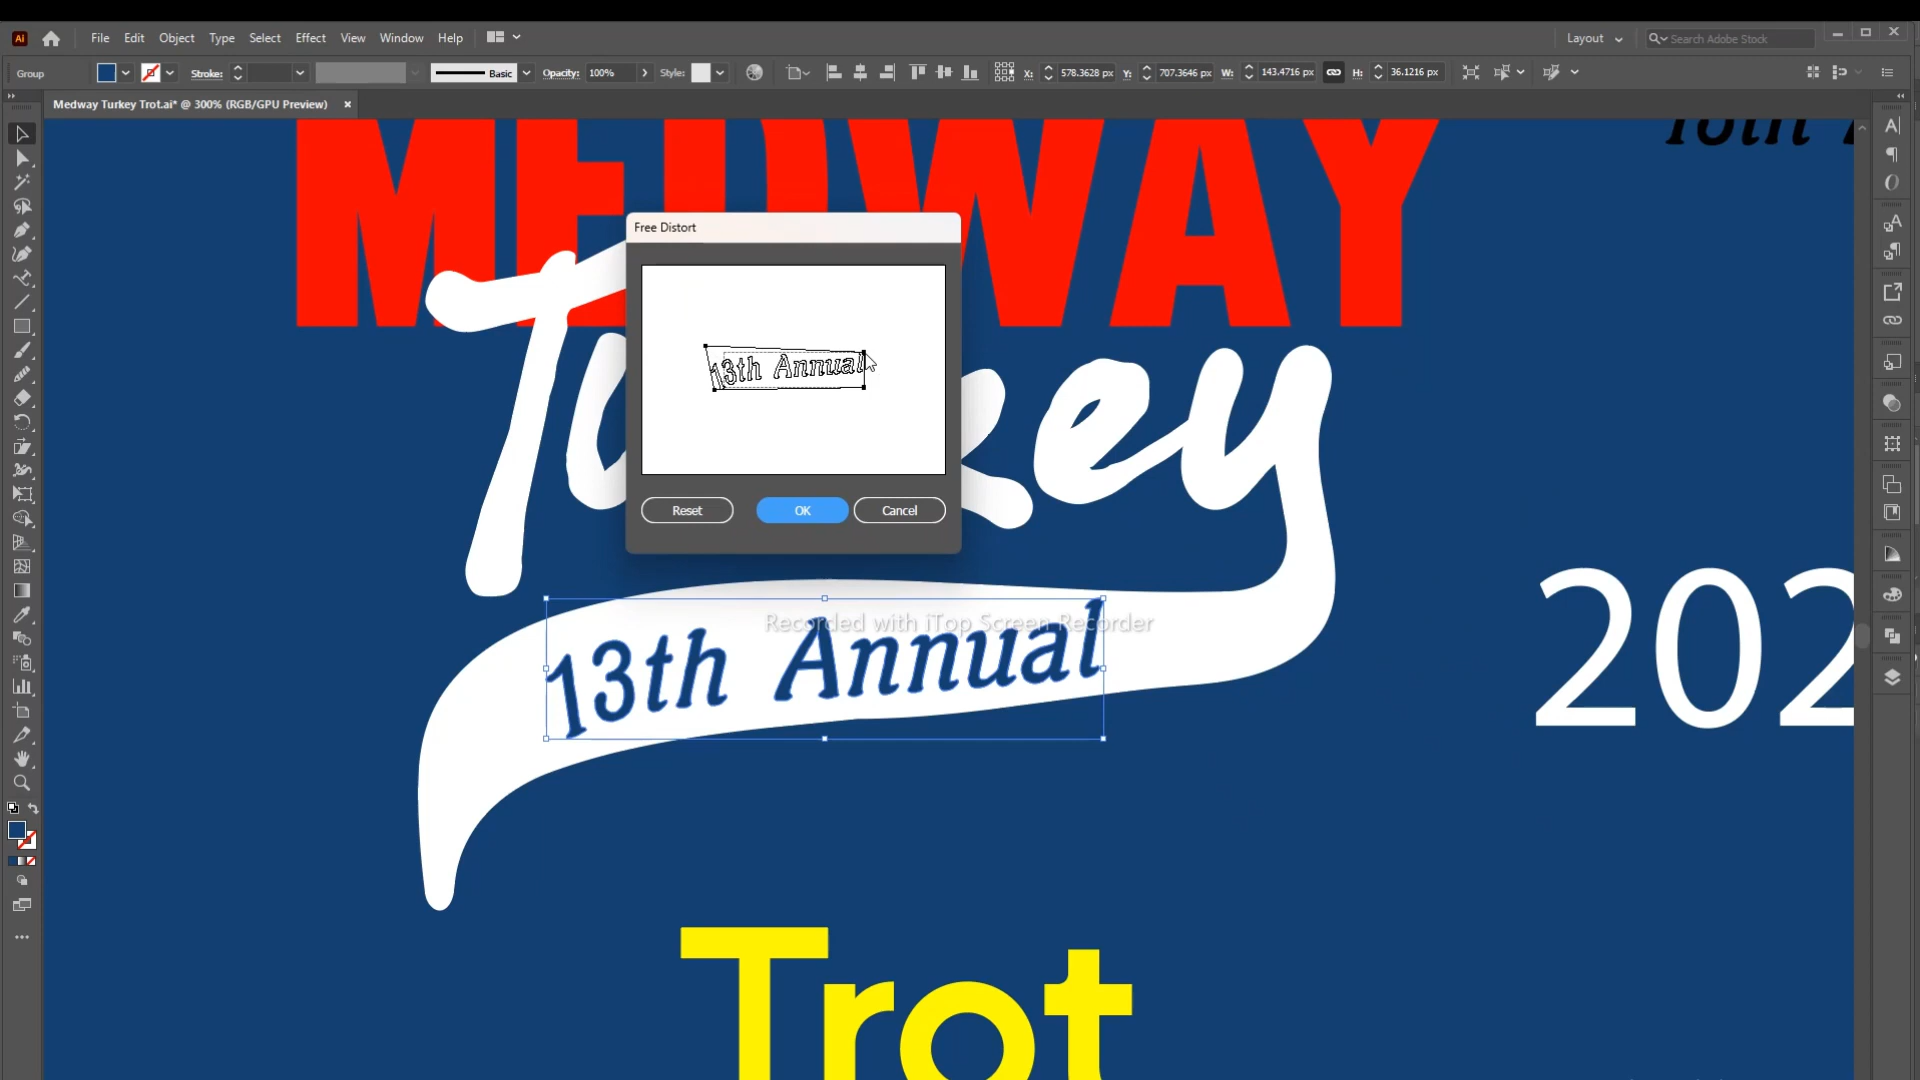 Ai File Edit Object Type Select Effect View Window Help Layout Search Adobe Stock
Group Stroke: Basic Opacity: 100% Style: X: 578.3628 px Y: 707.3646 px W: 143.4716 px H: 36.1216 px
Medway Turkey Trot.ai* @ 300% (RGB/GPU Preview)
MEDWAY
Free Distort
13th Annual
Reset OK Cancel
Turkey
Recorded with iTop Screen Recorder
13th Annual
202
Trot